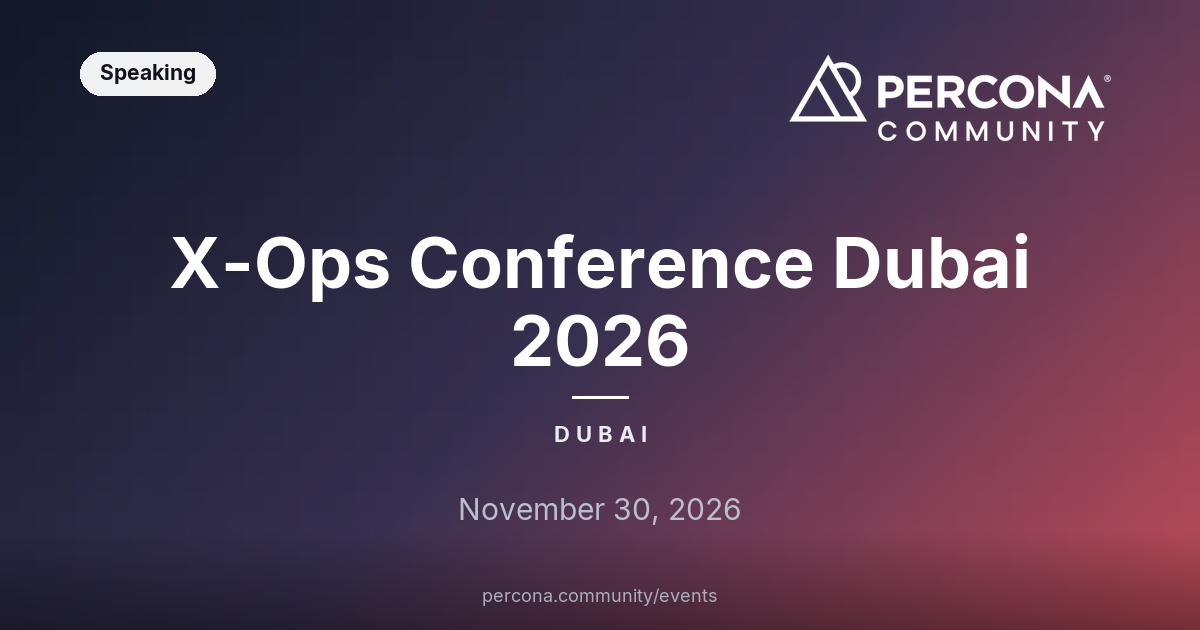 Speaking
PERCONA®
COMMUNITY
X-Ops Conference Dubai
2026
DUBAI
November 30, 2026
percona.community/events